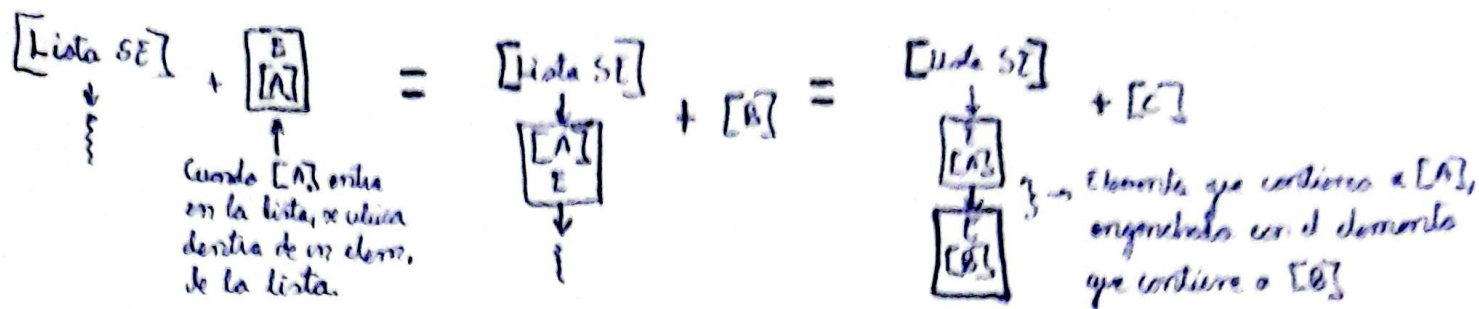 [Lista SE] + E [A] = [Lista SE] + [B] = [Lista SE] + [C]
[A]
E
E
[A]
E
[B]
Cuando [A] entra
en la lista, se ubica
dentro de un elem.
de la lista.
} → Elemento que contiene a [A],
enganchado con el elemento
que contiene a [B]